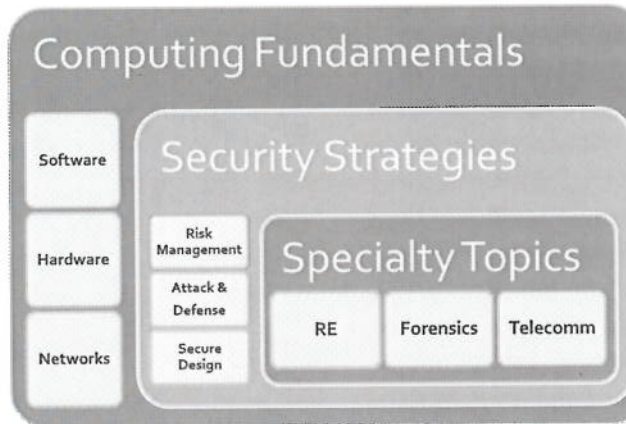 Computing Fundamentals
Software
Hardware
Networks
Security Strategies
Risk
Management
Attack &
Defense
Secure
Design
Specialty Topics
RE
Forensics
Telecomm